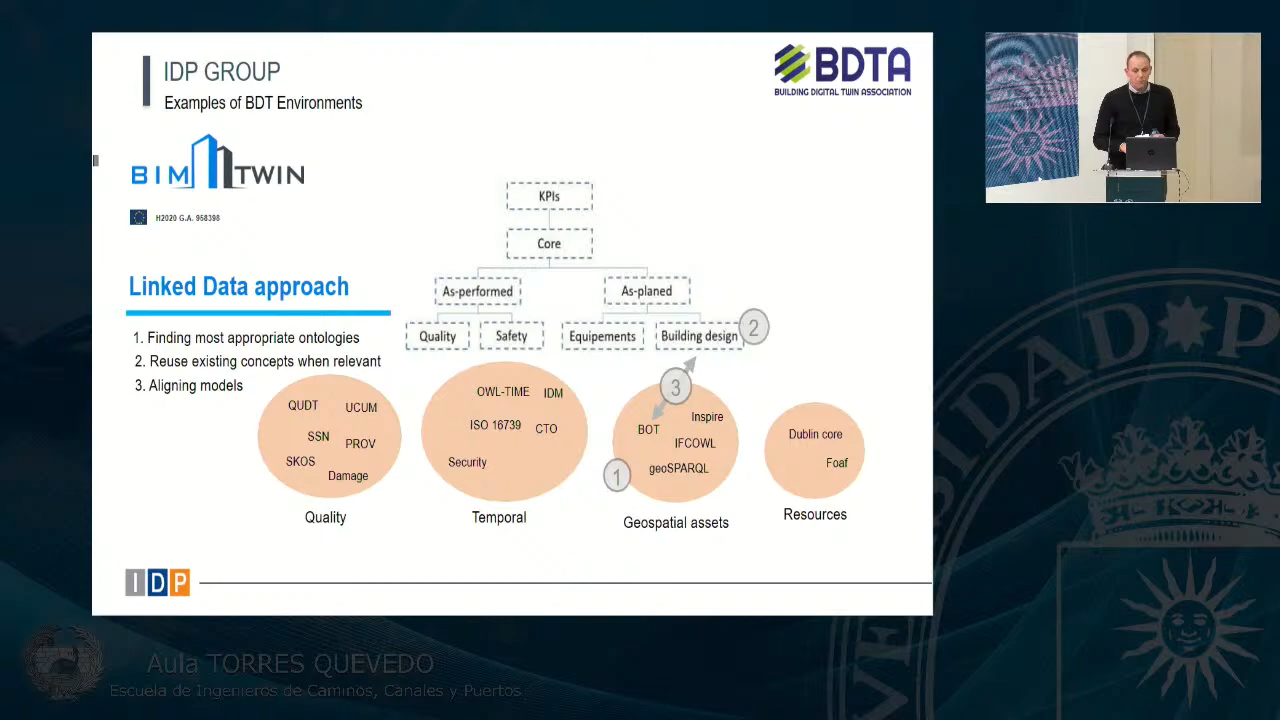 IDP GROUP
Examples of BDT Environments
BDTA
BUILDING DIGITAL TWIN ASSOCIATION
BIM TWIN
H2020 G.A. 958398
KPIs
Core
As-performed
As-planed
Quality
Safety
Equipements
Building design
2
Linked Data approach
1. Finding most appropriate ontologies
2. Reuse existing concepts when relevant
3. Aligning models
QUDT
UCUM
SSN
PROV
SKOS
Damage
Quality
OWL-TIME
IDM
ISO 16739
CTO
Security
Temporal
3
Inspire
BOT
IFCOWL
geoSPARQL
1
Geospatial assets
Dublin core
Foaf
Resources
IDP
Aula TORRES QUEVEDO
Escuela de Ingenieros de Caminos, Canales y Puertos